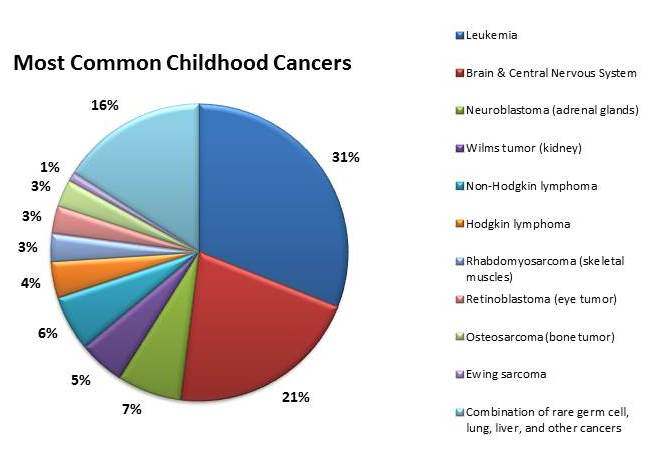 Most Common Childhood Cancers
31%
21%
7%
5%
6%
4%
3%
3%
3%
1%
16%
Leukemia
Brain & Central Nervous System
Neuroblastoma (adrenal glands)
Wilms tumor (kidney)
Non-Hodgkin lymphoma
Hodgkin lymphoma
Rhabdomyosarcoma (skeletal
muscles)
Retinoblastoma (eye tumor)
Osteosarcoma (bone tumor)
Ewing sarcoma
Combination of rare germ cell,
lung, liver, and other cancers